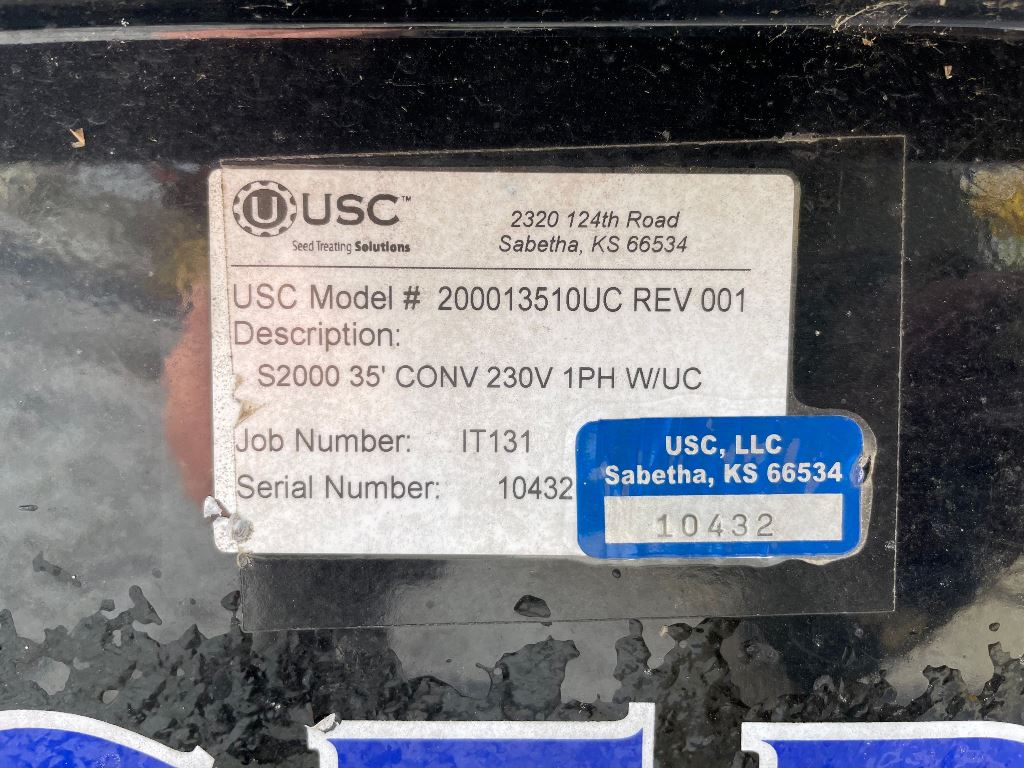 U USC™
Seed Treating Solutions
2320 124th Road
Sabetha, KS 66534
USC Model # 200013510UC REV 001
Description:
S2000 35' CONV 230V 1PH W/UC
Job Number: IT131
Serial Number: 10432
USC, LLC
Sabetha, KS 66534
10432